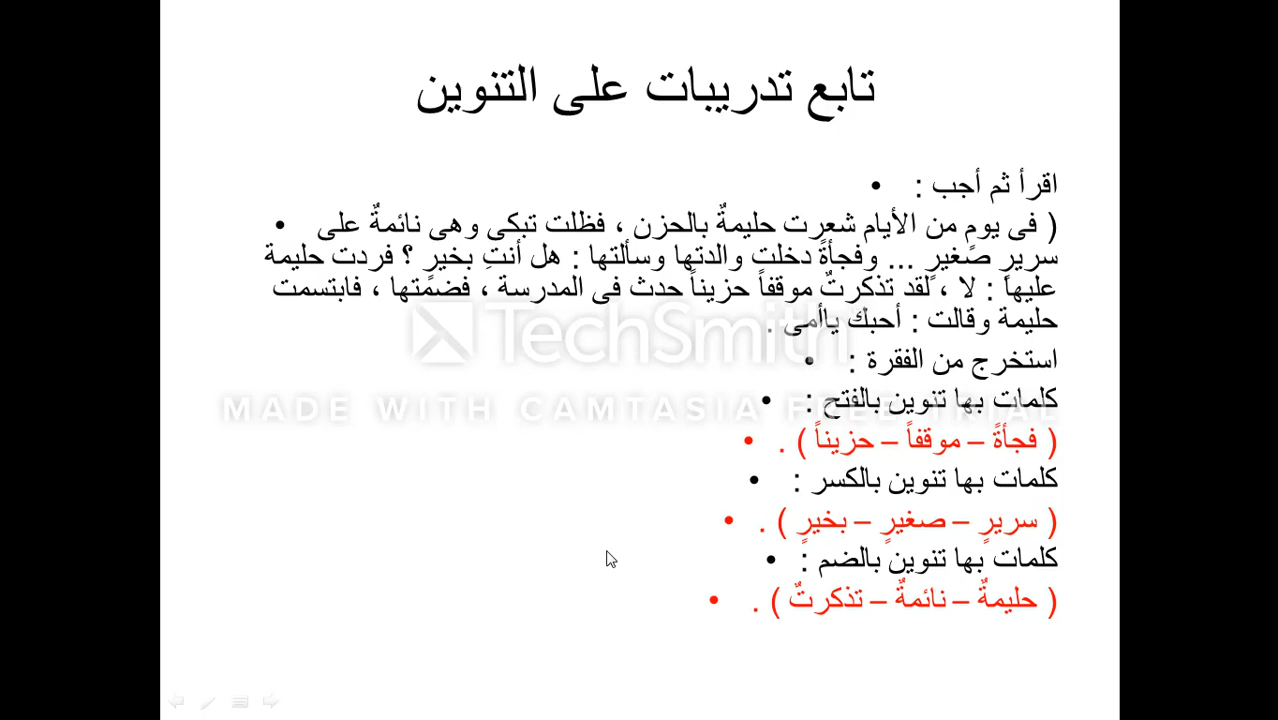 تابع تدريبات على التنوين
اقرأ ثم أجب : •
( فى يومٍ من الأيام شعرت حليمةٌ بالحزن ، فظلت تبكى وهى نائمةٌ على •
سريرٍ صغيرٍ ... وفجأةً دخلت والدتها وسألتها : هل أنتِ بخيرٍ ؟ فردت حليمة
عليها : لا ، لقد تذكرتٌ موقفاً حزيناً حدث فى المدرسة ، فضمتها ، فابتسمت
حليمة وقالت : أحبك ياأمى .
TechSmith
استخرج من الفقرة : •
كلمات بها تنوين بالفتح : •
MADE WITH CAMTASIA FREE TRIAL
( فجأةً – موقفاً – حزيناً ) . •
كلمات بها تنوين بالكسر : •
( سريرٍ – صغيرٍ – بخيرٍ ) . •
كلمات بها تنوين بالضم : •
( حليمةٌ – نائمةٌ – تذكرتٌ ) . •